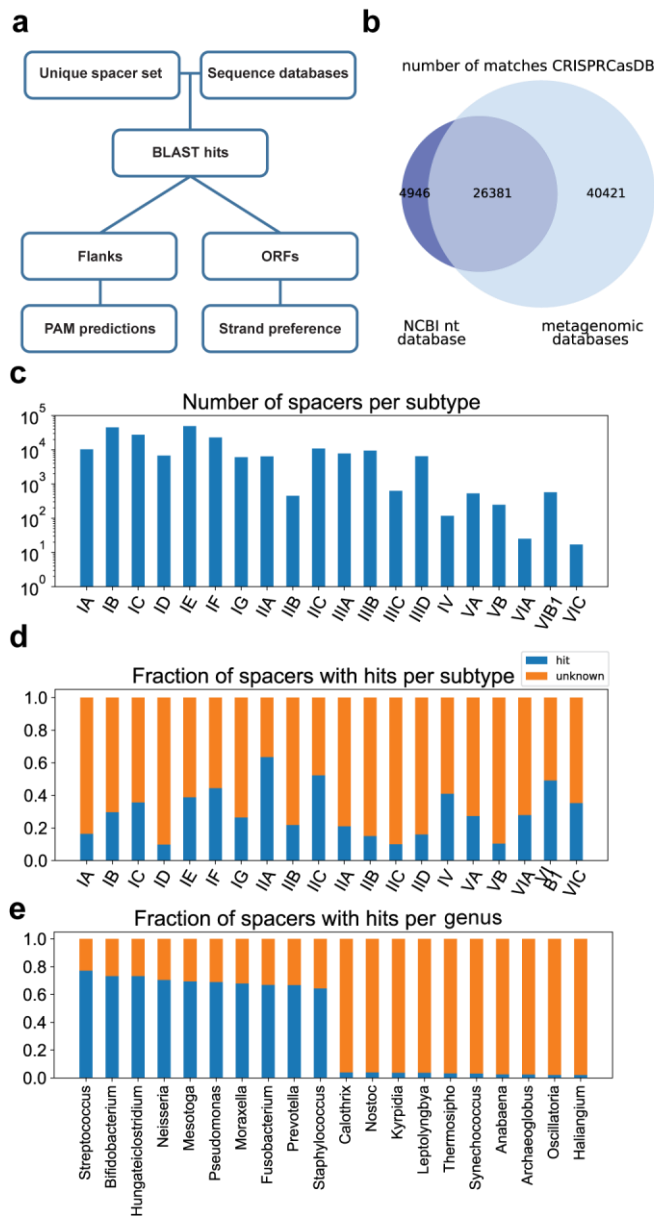 a
Unique spacer set
Sequence databases
BLAST hits
Flanks
ORFs
PAM predictions
Strand preference
b
number of matches CRISPRCasDB
4946
26381
40421
NCBI nt
database
metagenomic
databases
c
Number of spacers per subtype
10^5
10^4
10^3
10^2
10^1
10^0
IA
IB
IC
ID
IE
IF
IG
IIA
IIB
IIC
IIIA
IIIB
IIIC
IIID
IV
VA
VB
VIA
VIB1
VIC
d
Fraction of spacers with hits per subtype
hit
unknown
1.0
0.8
0.6
0.4
0.2
0.0
IA
IB
IC
ID
IE
IF
IG
IIA
IIB
IIC
IIA
IIB
IIC
IID
IV
VA
VB
VIA
VI
B1
VIC
e
Fraction of spacers with hits per genus
1.0
0.8
0.6
0.4
0.2
0.0
Streptococcus
Bifidobacterium
Hungateiclostridium
Neisseria
Mesotoga
Pseudomonas
Moraxella
Fusobacterium
Prevotella
Staphylococcus
Calothrix
Nostoc
Kyrpidia
Leptolyngbya
Thermosipho
Synechococcus
Anabaena
Archaeoglobus
Oscillatoria
Haliangium